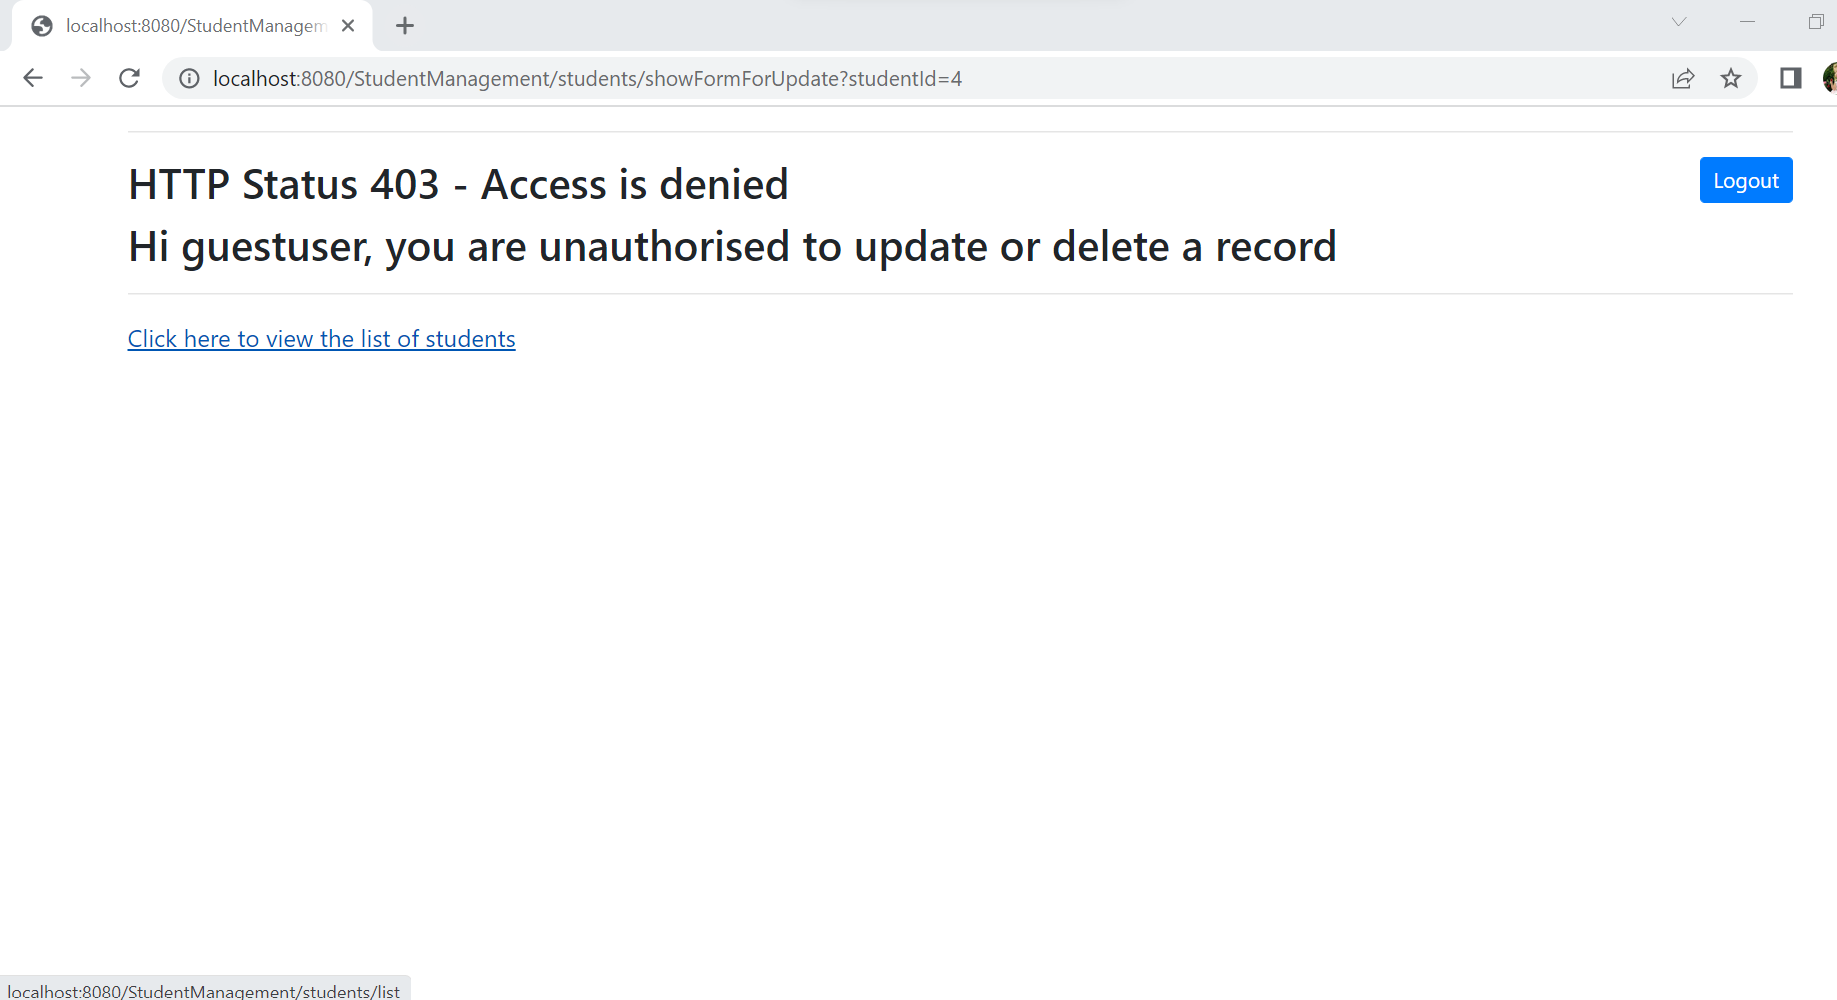 localhost:8080/StudentManagem
localhost:8080/StudentManagement/students/showFormForUpdate?studentId=4
HTTP Status 403 - Access is denied
Logout
Hi guestuser, you are unauthorised to update or delete a record
Click here to view the list of students
localhost:8080/StudentManagement/students/list